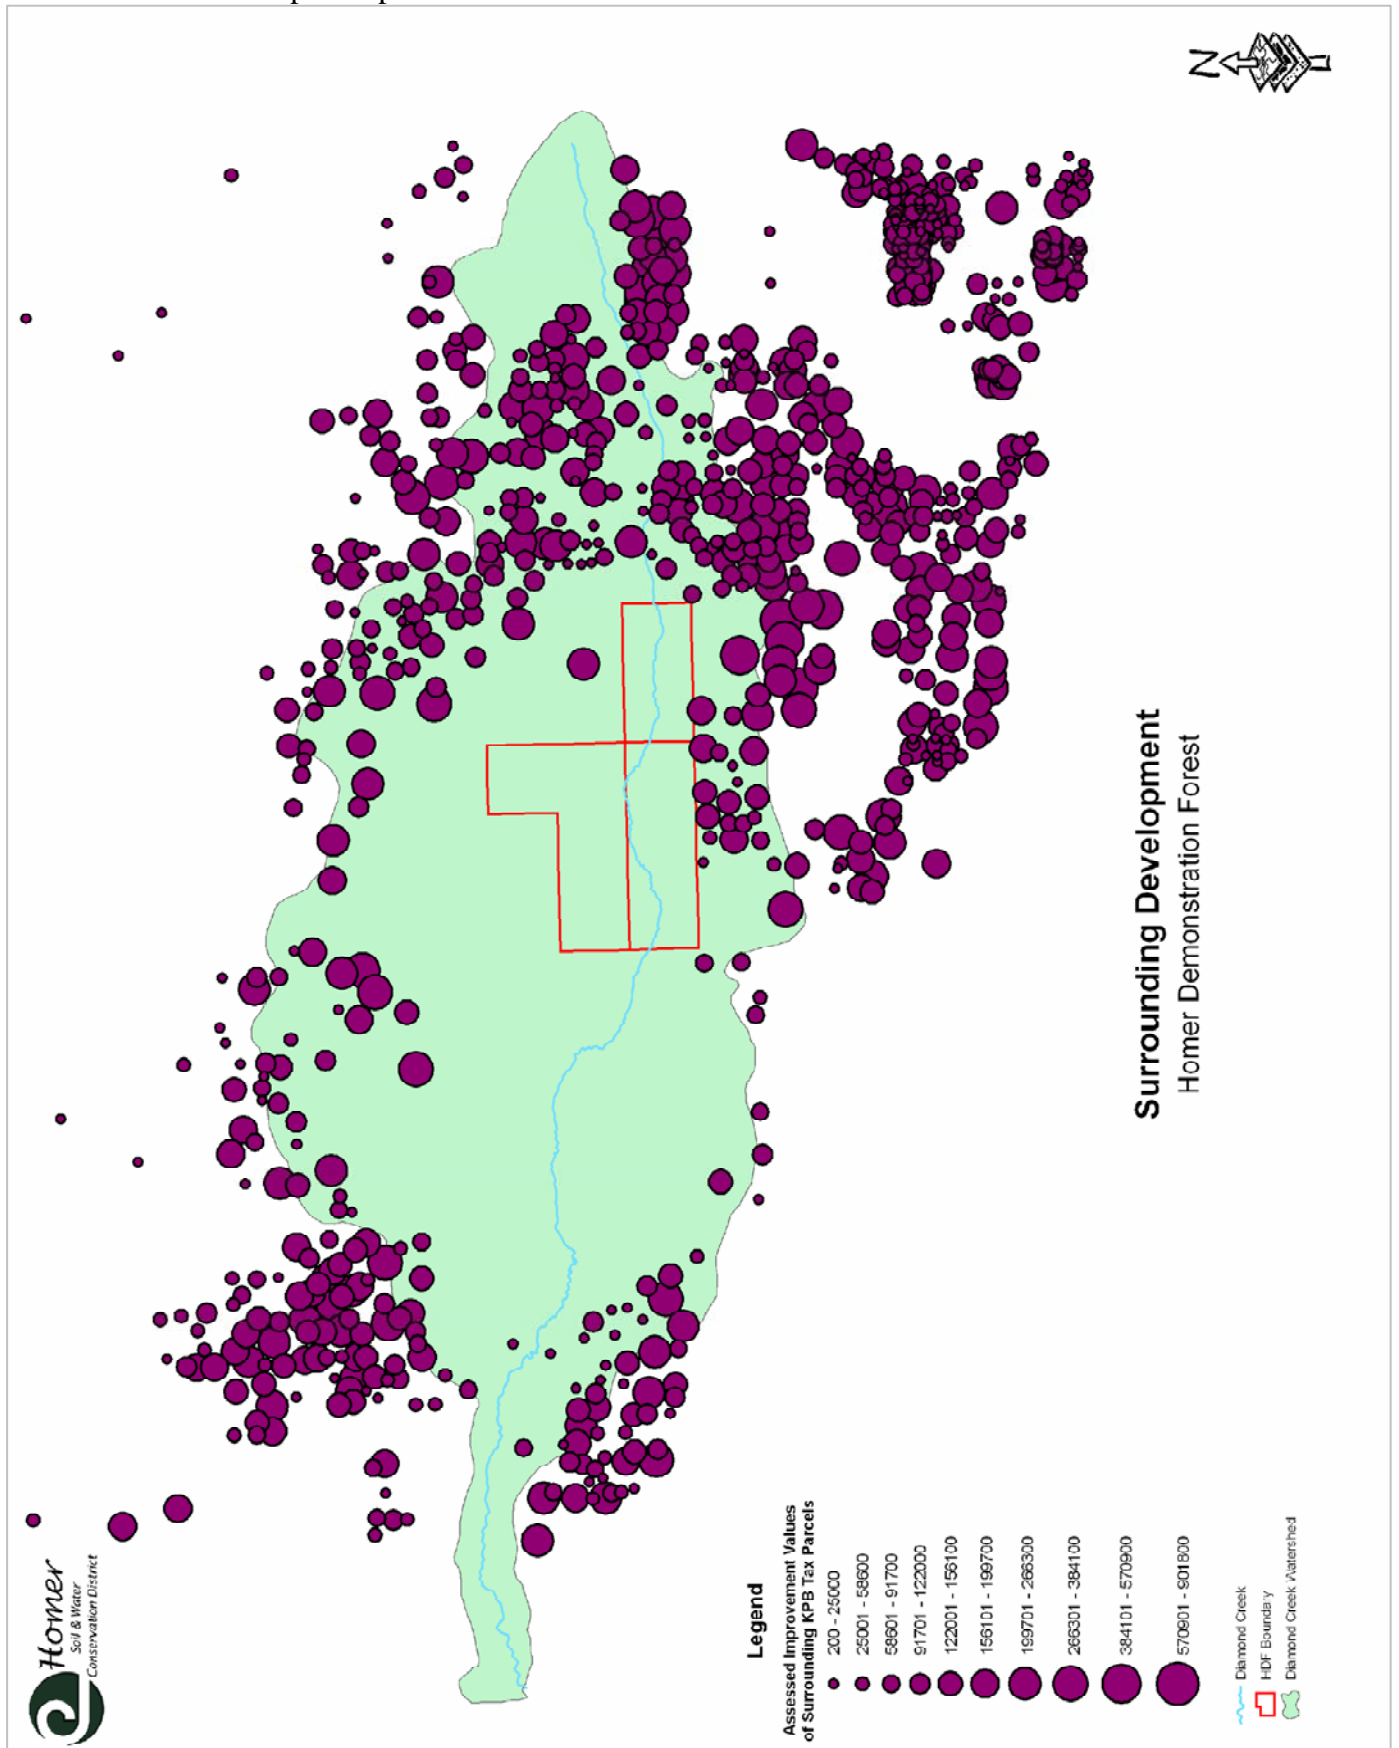 N
Homer
Soil & Water
Conservation District
Surrounding Development
Homer Demonstration Forest
Legend
Assessed Improvement Values
of Surrounding KPB Tax Parcels
200 - 25000
25001 - 58600
58601 - 91700
91701 - 122000
122001 - 156100
156101 - 199700
199701 - 266300
266301 - 384100
384101 - 570900
570901 - 901800
Diamond Creek
HDF Boundary
Diamond Creek Watershed